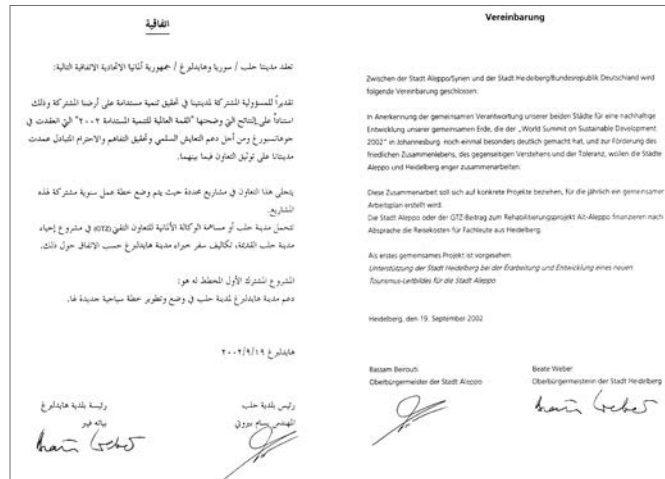 اتفاقية
تعقد مدينتا حلب / سوريا وهايدلبرغ / جمهورية ألمانيا الاتحادية الاتفاقية التالية:
تقديراً للمسؤولية المشتركة لمدينتينا في تحقيق تنمية مستدامة على أرضنا المشتركة وذلك
استناداً على النتائج التي وضحتها "القمة العالمية للتنمية المستدامة ٢٠٠٢" التي انعقدت في
جوهانسبورغ ومن أجل دعم التعايش السلمي وتحقيق التفاهم والاحترام المتبادل عمدت
مدينتانا على توثيق التعاون فيما بينهما.
يتجلى هذا التعاون في مشاريع محددة حيث يتم وضع خطة عمل سنوية مشتركة لهذه
المشاريع.
تتحمل مدينة حلب أو مساهمة الوكالة الألمانية للتعاون التقني (GTZ) في مشروع إحياء
مدينة حلب القديمة، تكاليف سفر خبراء مدينة هايدلبرغ حسب الاتفاق حول ذلك.
المشروع المشترك الأول المخطط له هو:
دعم مدينة هايدلبرغ لمدينة حلب في وضع وتطوير خطة سياحية جديدة لها.
هايدلبرغ ٢٠٠٢/٩/١٩
رئيس بلدية حلب
المهندس بسام بيروتي
رئيسة بلدية هايدلبرغ
بياته فيبر
Beate Weber
Vereinbarung
Zwischen der Stadt Aleppo/Syrien und der Stadt Heidelberg/Bundesrepublik Deutschland wird
folgende Vereinbarung geschlossen:
In Anerkennung der gemeinsamen Verantwortung unserer beiden Städte für eine nachhaltige
Entwicklung unserer gemeinsamen Erde, die der „World Summit on Sustainable Development
2002" in Johannesburg noch einmal besonders deutlich gemacht hat, und zur Förderung des
friedlichen Zusammenlebens, des gegenseitigen Verstehens und der Toleranz, wollen die Städte
Aleppo und Heidelberg enger zusammenarbeiten.
Diese Zusammenarbeit soll sich auf konkrete Projekte beziehen, für die jährlich ein gemeinsamer
Arbeitsplan erstellt wird.
Die Stadt Aleppo oder der GTZ-Beitrag zum Rehabilitierungsprojekt Alt-Aleppo finanzieren nach
Absprache die Reisekosten für Fachleute aus Heidelberg.
Als erstes gemeinsames Projekt ist vorgesehen:
Unterstützung der Stadt Heidelberg bei der Erarbeitung und Entwicklung eines neuen
Tourismus-Leitbildes für die Stadt Aleppo.
Heidelberg, den 19. September 2002
Bassam Beirouti
Oberbürgermeister der Stadt Aleppo
Beate Weber
Oberbürgermeisterin der Stadt Heidelberg
Beate Weber